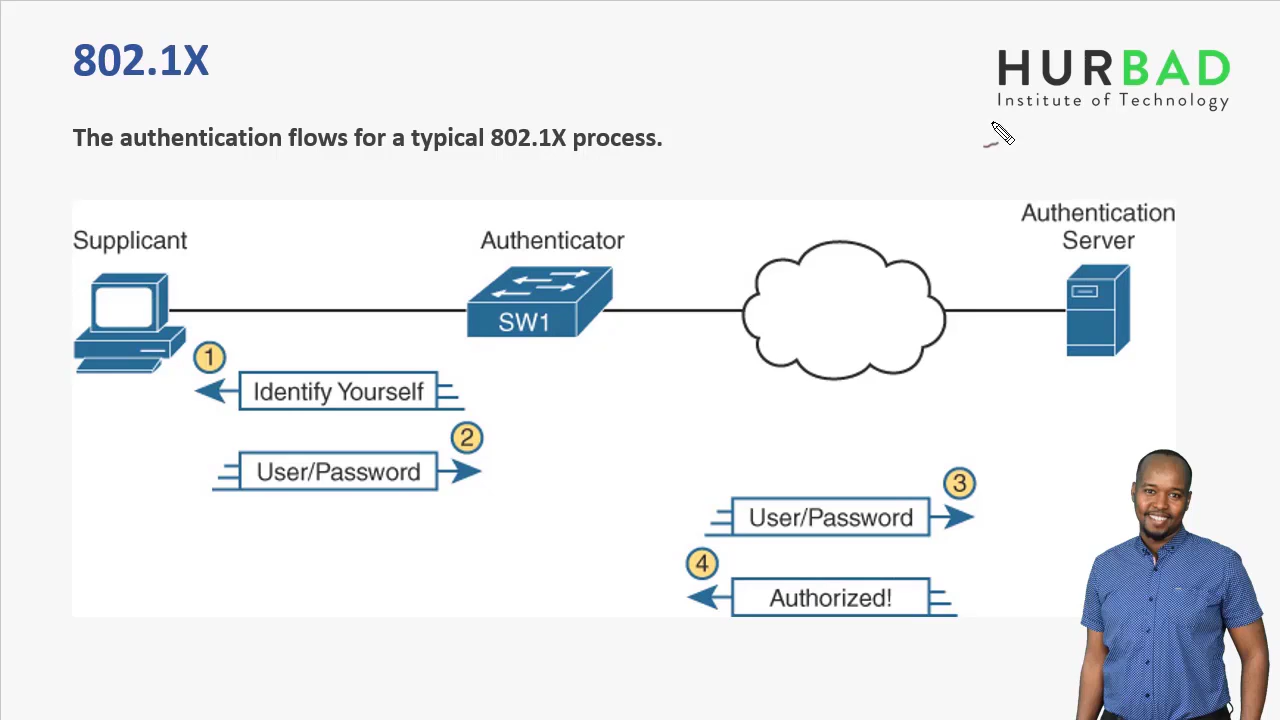 802.1X
HURBAD
Institute of Technology
The authentication flows for a typical 802.1X process.
Supplicant
Authenticator
Authentication
Server
SW1
1
Identify Yourself
2
User/Password
3
User/Password
4
Authorized!